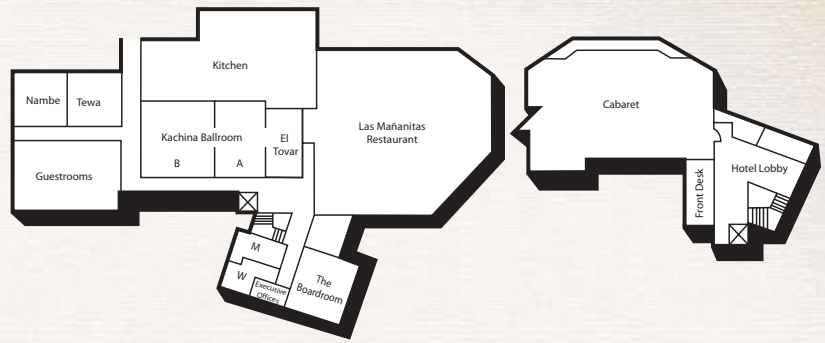 Kitchen
Nambe
Tewa
Kachina Ballroom
B
A
El
Tovar
Las Mañanitas
Restaurant
Guestrooms
M
W
Executive
Offices
The
Boardroom
Cabaret
Hotel Lobby
Front Desk